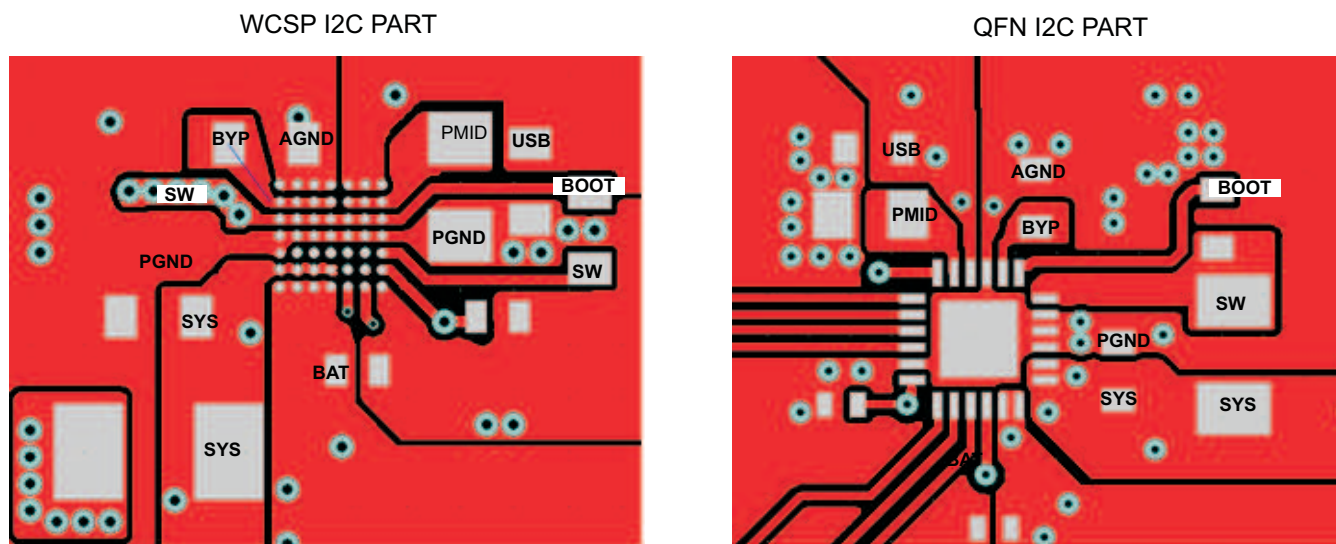 WCSP I2C PART
BYP
AGND
PMID
USB
SW
BOOT
PGND
PGND
SW
SYS
BAT
SYS
QFN I2C PART
USB
AGND
BOOT
PMID
BYP
SW
PGND
SYS
SYS
BAT